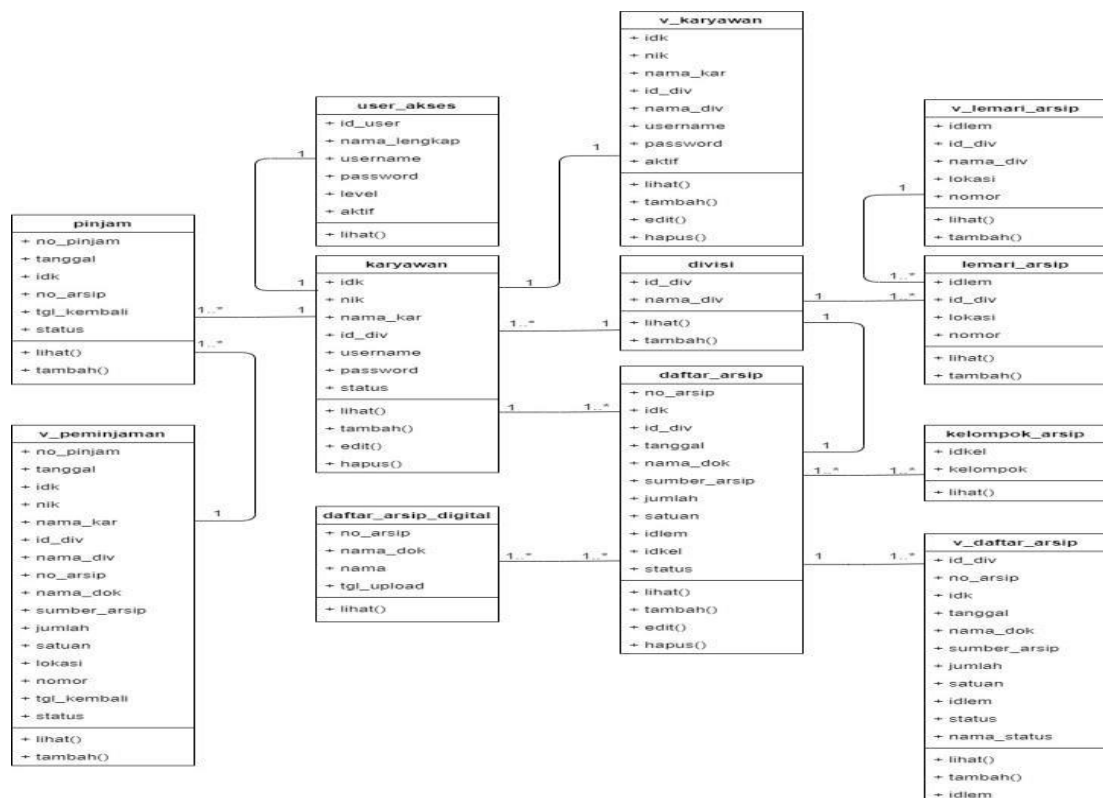 v_karyawan
+ idk
+ nik
+ nama_kar
+ id_div
+ nama_div
+ username
+ password
+ aktif
+ lihat()
+ tambah()
+ edit()
+ hapus()
user_akses
+ id_user
+ nama_lengkap
+ username
+ password
+ level
+ aktif
+ lihat()
v_lemari_arsip
+ idlem
+ id_div
+ nama_div
+ lokasi
+ nomor
+ lihat()
+ tambah()
pinjam
+ no_pinjam
+ tanggal
+ idk
+ no_arsip
+ tgl_kembali
+ status
+ lihat()
+ tambah()
karyawan
+ idk
+ nik
+ nama_kar
+ id_div
+ username
+ password
+ status
+ lihat()
+ tambah()
+ edit()
+ hapus()
divisi
+ id_div
+ nama_div
+ lihat()
+ tambah()
lemari_arsip
+ idlem
+ id_div
+ lokasi
+ nomor
+ lihat()
+ tambah()
v_peminjaman
+ no_pinjam
+ tanggal
+ idk
+ nik
+ nama_kar
+ id_div
+ nama_div
+ no_arsip
+ nama_dok
+ sumber_arsip
+ jumlah
+ satuan
+ lokasi
+ nomor
+ tgl_kembali
+ status
+ lihat()
+ tambah()
daftar_arsip_digital
+ no_arsip
+ nama_dok
+ nama
+ tgl_upload
+ lihat()
daftar_arsip
+ no_arsip
+ idk
+ id_div
+ tanggal
+ nama_dok
+ sumber_arsip
+ jumlah
+ satuan
+ idlem
+ idkel
+ status
+ lihat()
+ tambah()
+ edit()
+ hapus()
kelompok_arsip
+ idkel
+ kelompok
+ lihat()
v_daftar_arsip
+ id_div
+ no_arsip
+ idk
+ tanggal
+ nama_dok
+ sumber_arsip
+ jumlah
+ satuan
+ idlem
+ status
+ nama_status
+ lihat()
+ tambah()
+ idlem
1
1
1
1
1..*
1
1..*
1
1..*
1
1
1..*
1
1..*
1
1
1..*
1..*
1
1..*
1..*
1..*
1
1..*